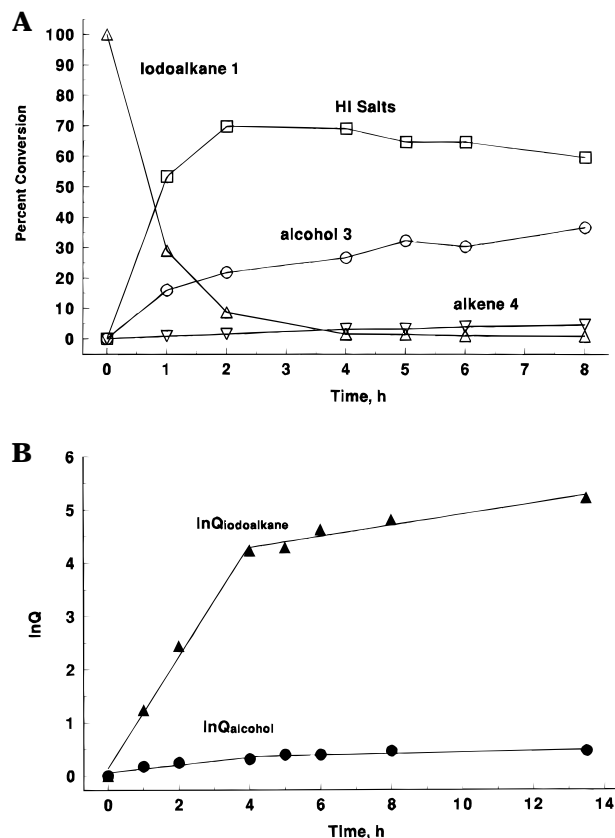 A
Iodoalkane 1
HI Salts
alcohol 3
alkene 4
Percent Conversion
100
90
80
70
60
50
40
30
20
10
0
0 1 2 3 4 5 6 7 8
Time, h
B
lnQiodoalkane
lnQalcohol
lnQ
6
5
4
3
2
1
0
0 2 4 6 8 10 12 14
Time, h